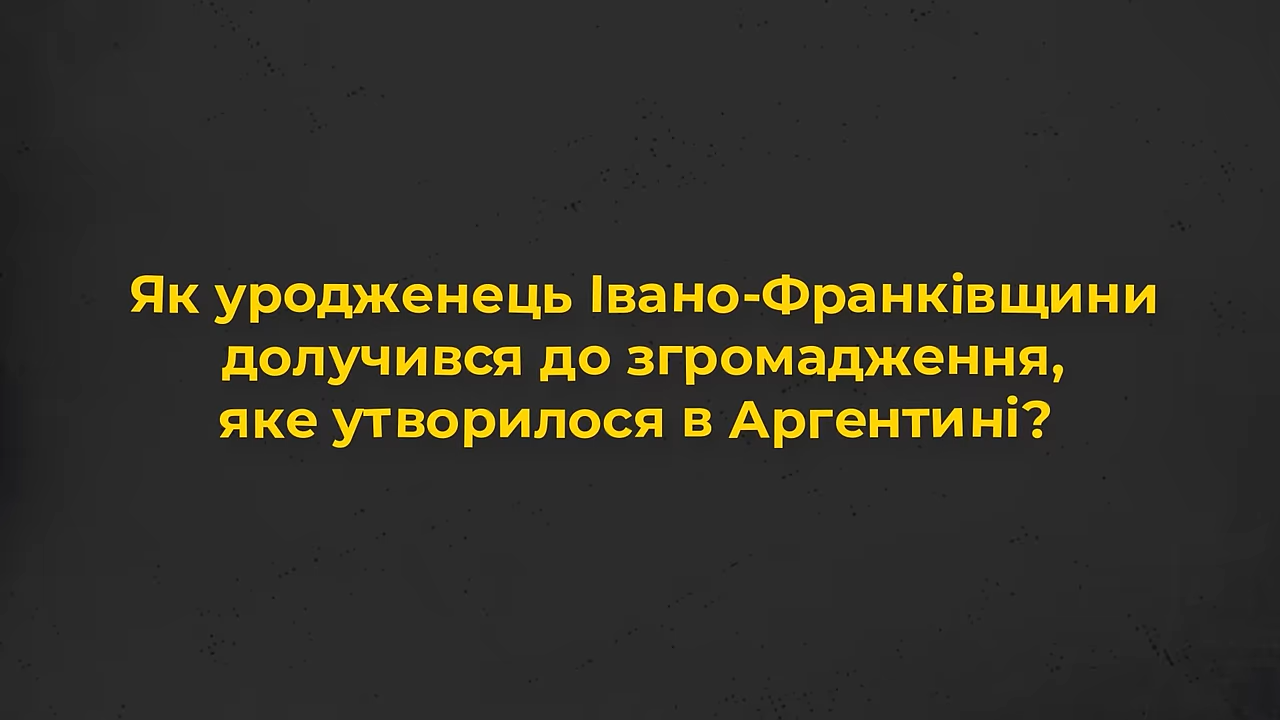 Як уродженець Івано-Франківщини
долучився до згромадження,
яке утворилося в Аргентині?